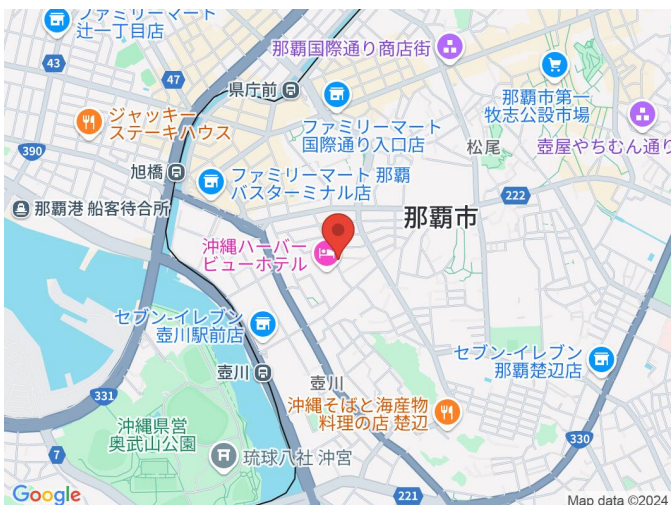 ファミリーマート
辻一丁目店
那覇国際通り商店街
43
47
県庁前
那覇市第一
牧志公設市場
ジャッキー
ステーキハウス
ファミリーマート
国際通り入口店
壺屋やちむん通り
松尾
390
旭橋
ファミリーマート 那覇
バスターミナル店
222
那覇港 船客待合所
那覇市
沖縄ハーバー
ビューホテル
セブン-イレブン
壺川駅前店
セブン-イレブン
那覇楚辺店
壺川
壺川
331
沖縄そばと海産物
料理の店 楚辺
沖縄県営
奥武山公園
330
7
琉球八社 沖宮
221
Google
Map data ©2024